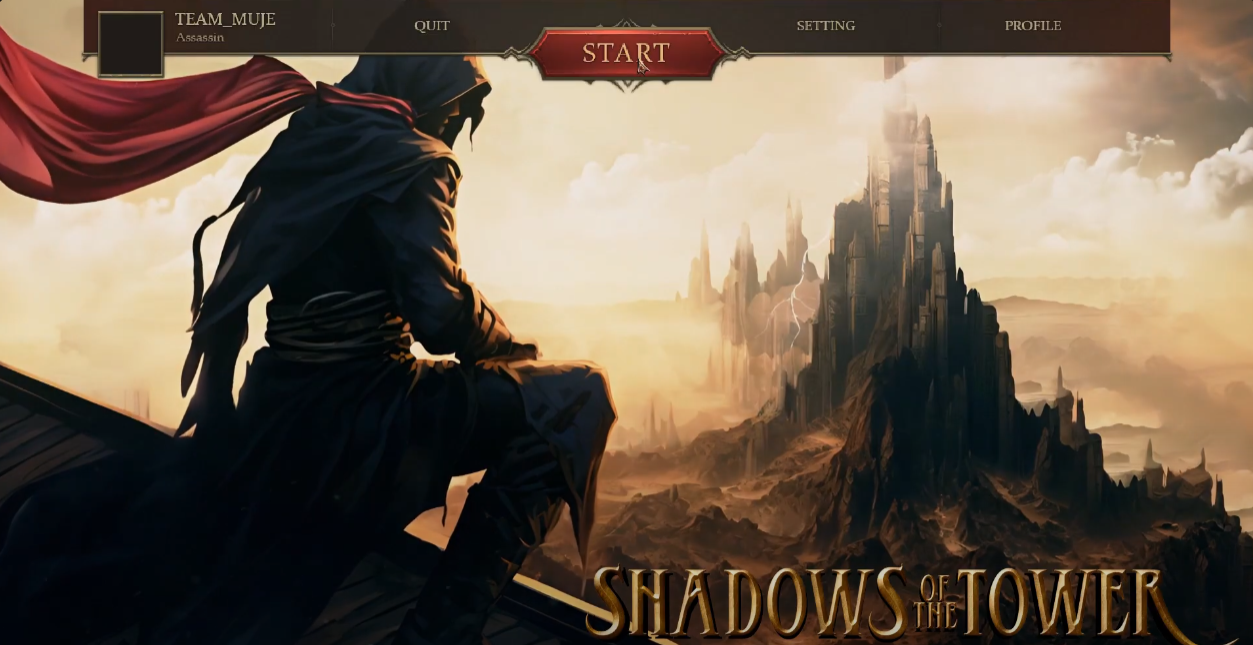 TEAM_MUJE
Assassin
QUIT
START
SETTING
PROFILE
SHADOWS OF THE TOWER